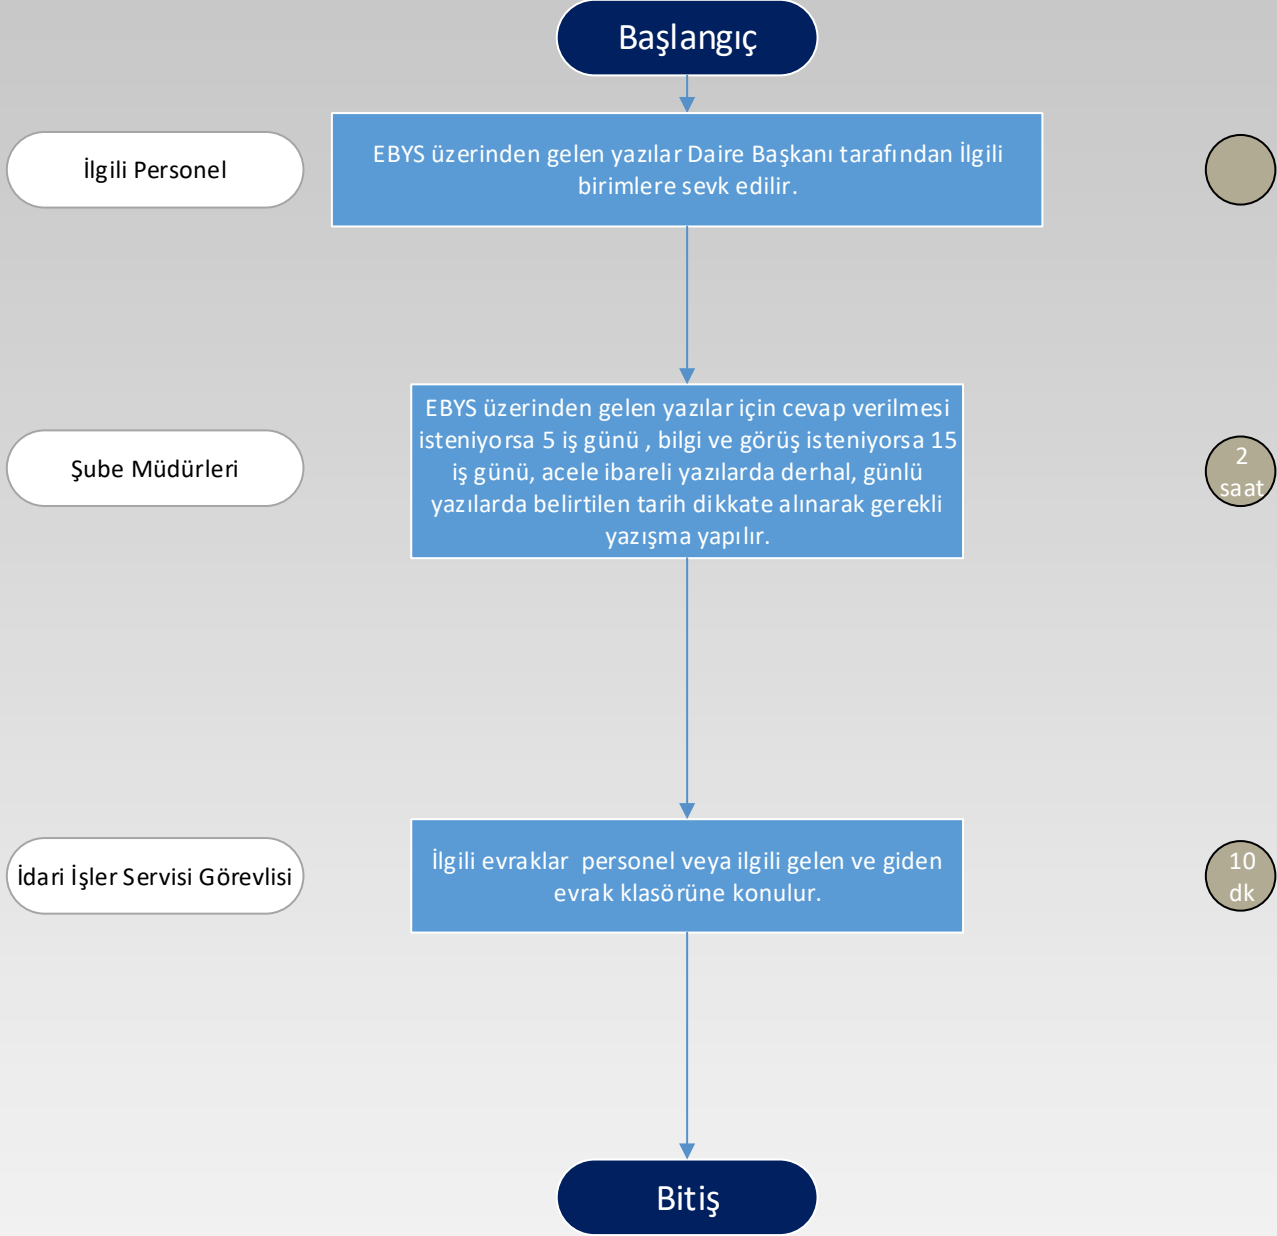 Başlangıç
İlgili Personel
EBYS üzerinden gelen yazılar Daire Başkanı tarafından İlgili
birimlere sevk edilir.
Şube Müdürleri
EBYS üzerinden gelen yazılar için cevap verilmesi
isteniyorsa 5 iş günü , bilgi ve görüş isteniyorsa 15
iş günü, acele ibareli yazılarda derhal, günlü
yazılarda belirtilen tarih dikkate alınarak gerekli
yazışma yapılır.
2
saat
İdari İşler Servisi Görevlisi
İlgili evraklar  personel veya ilgili gelen ve giden
evrak klasörüne konulur.
10
dk
Bitiş